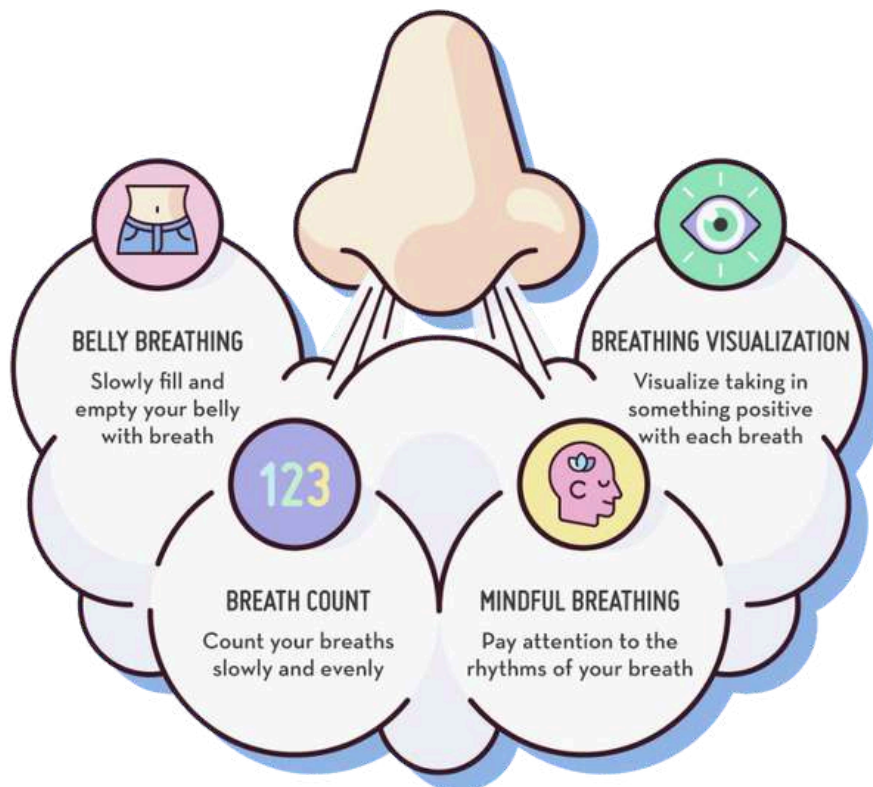 BELLY BREATHING
Slowly fill and
empty your belly
with breath
BREATHING VISUALIZATION
Visualize taking in
something positive
with each breath
123
BREATH COUNT
Count your breaths
slowly and evenly
MINDFUL BREATHING
Pay attention to the
rhythms of your breath